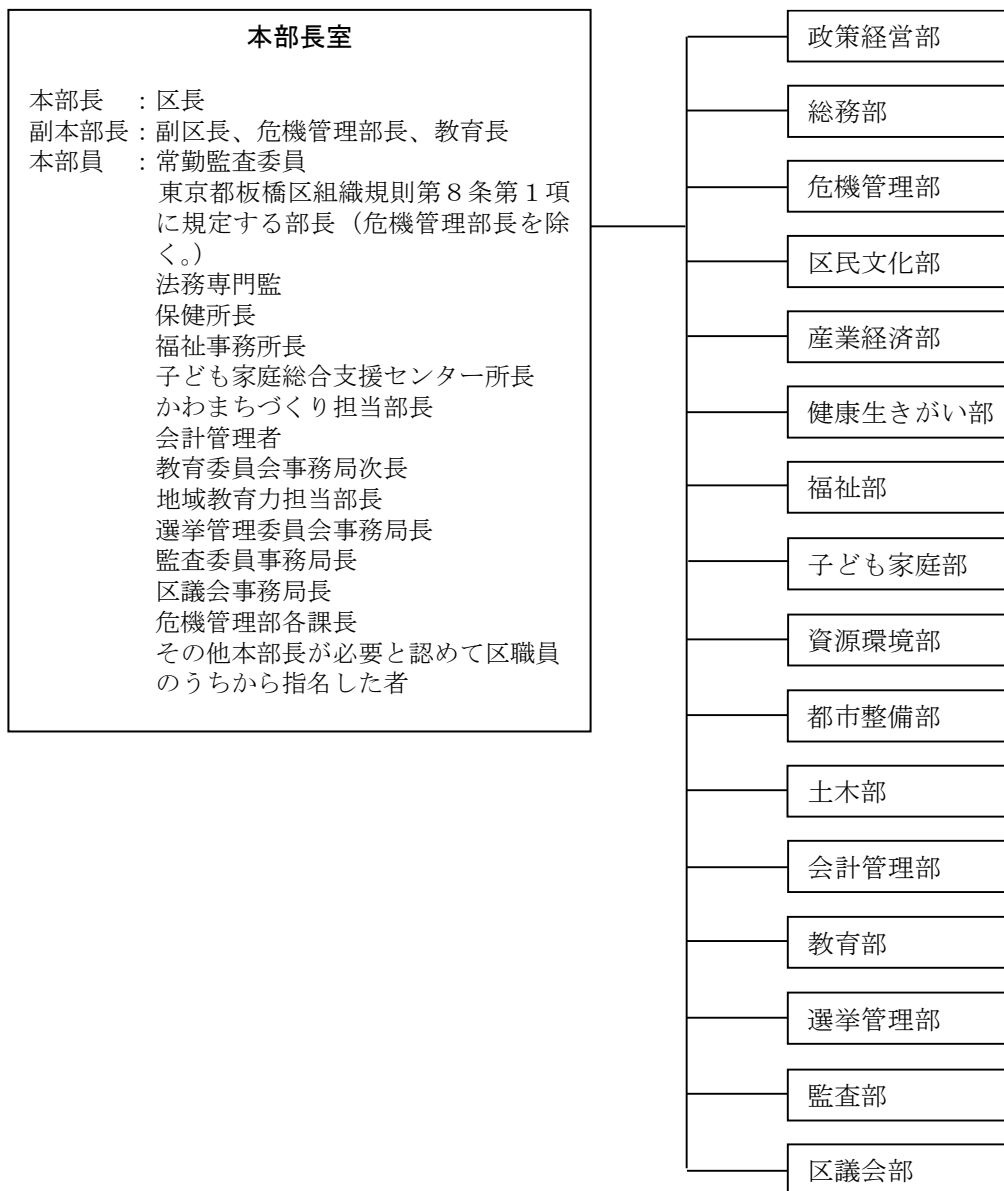 本部長室
本部長　：区長
副本部長：副区長、危機管理部長、教育長
本部員　：常勤監査委員
東京都板橋区組織規則第８条第１項
に規定する部長（危機管理部長を除
く。）
法務専門監
保健所長
福祉事務所長
子ども家庭総合支援センター所長
かわまちづくり担当部長
会計管理者
教育委員会事務局次長
地域教育力担当部長
選挙管理委員会事務局長
監査委員事務局長
区議会事務局長
危機管理部各課長
その他本部長が必要と認めて区職員
のうちから指名した者
政策経営部
総務部
危機管理部
区民文化部
産業経済部
健康生きがい部
福祉部
子ども家庭部
資源環境部
都市整備部
土木部
会計管理部
教育部
選挙管理部
監査部
区議会部